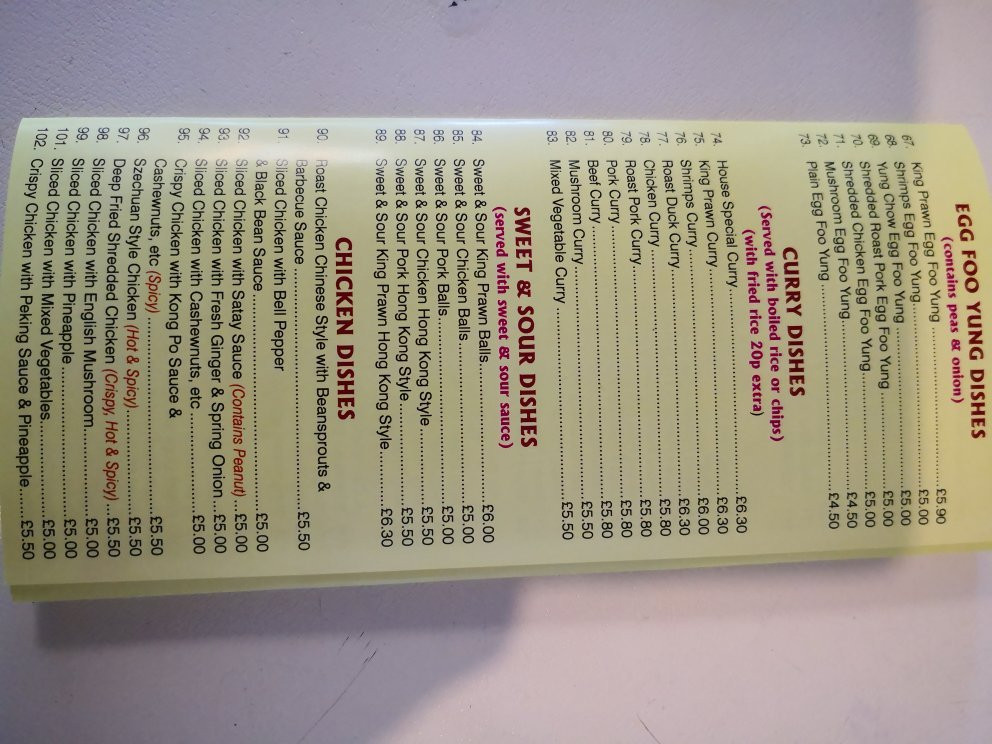 EGG FOO YUNG DISHES
(contains peas & onion)
67. King Prawn Egg Foo Yung ........ £5.90
68. Shrimps Egg Foo Yung ........ £5.00
68. Yung Chow Egg Foo Yung ........ £5.00
69. Shredded Roast Pork Egg Foo Yung ........ £5.00
70. Shredded Chicken Egg Foo Yung ........ £5.00
71. Mushroom Egg Foo Yung ........ £4.50
72. Plain Egg Foo Yung ........ £4.50
73.
CURRY DISHES
(Served with boiled rice or chips)
(with fried rice 20p extra)
74. House Special Curry ........ £6.30
75. King Prawn Curry ........ £6.30
76. Shrimps Curry ........ £6.00
77. Roast Duck Curry ........ £6.30
78. Chicken Curry ........ £5.80
79. Roast Pork Curry ........ £5.80
80. Pork Curry ........ £5.80
81. Beef Curry ........ £5.80
82. Mushroom Curry ........ £5.50
83. Mixed Vegetable Curry ........ £5.50
SWEET & SOUR DISHES
(served with sweet & sour sauce)
84. Sweet & Sour King Prawn Balls ........ £6.00
85. Sweet & Sour Chicken Balls ........ £5.00
86. Sweet & Sour Pork Balls ........ £5.00
87. Sweet & Sour Chicken Hong Kong Style ........ £5.50
88. Sweet & Sour Pork Hong Kong Style ........ £5.50
89. Sweet & Sour King Prawn Hong Kong Style ........ £6.30
CHICKEN DISHES
90. Roast Chicken Chinese Style with Beansprouts &
Barbecue Sauce ........ £5.50
91. Sliced Chicken with Bell Pepper
& Black Bean Sauce ........ £5.00
92. Sliced Chicken with Satay Sauce (Contains Peanut) ........ £5.00
93. Sliced Chicken with Fresh Ginger & Spring Onion ........ £5.00
94. Sliced Chicken with Cashewnuts, etc ........ £5.00
95. Crispy Chicken with Kong Po Sauce &
Cashewnuts, etc (Spicy) ........ £5.50
96. Szechuan Style Chicken (Hot & Spicy) ........ £5.50
97. Deep Fried Shredded Chicken (Crispy, Hot & Spicy) ........ £5.50
98. Sliced Chicken with English Mushroom ........ £5.00
99. Sliced Chicken with Pineapple ........ £5.00
101. Sliced Chicken with Mixed Vegetables ........ £5.00
102. Crispy Chicken with Peking Sauce & Pineapple ........ £5.50